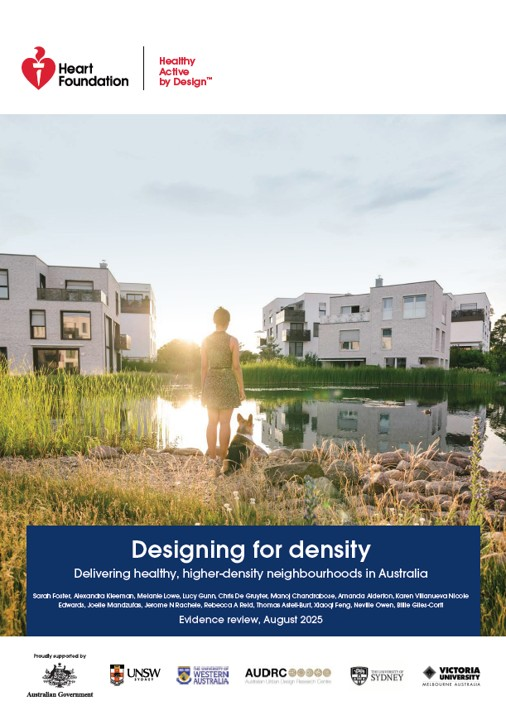 Heart
Foundation
Healthy
Active
by Design™
Designing for density
Delivering healthy, higher-density neighbourhoods in Australia
Sarah Foster, Alexandra Kleeman, Melanie Lowe, Lucy Gunn, Chris De Gruyter, Manoj Chandrabose, Amanda Alderton, Karen Villanueva Nicole
Edwards, Joelie Mandzufas, Jerome N Rachele, Rebecca A Reid, Thomas Astell-Burt, Xiaoqi Feng, Neville Owen, Billie Giles-Corti
Evidence review, August 2025
Proudly supported by
Australian Government
UNSW
SYDNEY
THE UNIVERSITY OF
WESTERN
AUSTRALIA
AUDRC
Australian Urban Design Research Centre
THE UNIVERSITY OF
SYDNEY
VICTORIA
UNIVERSITY
MELBOURNE AUSTRALIA